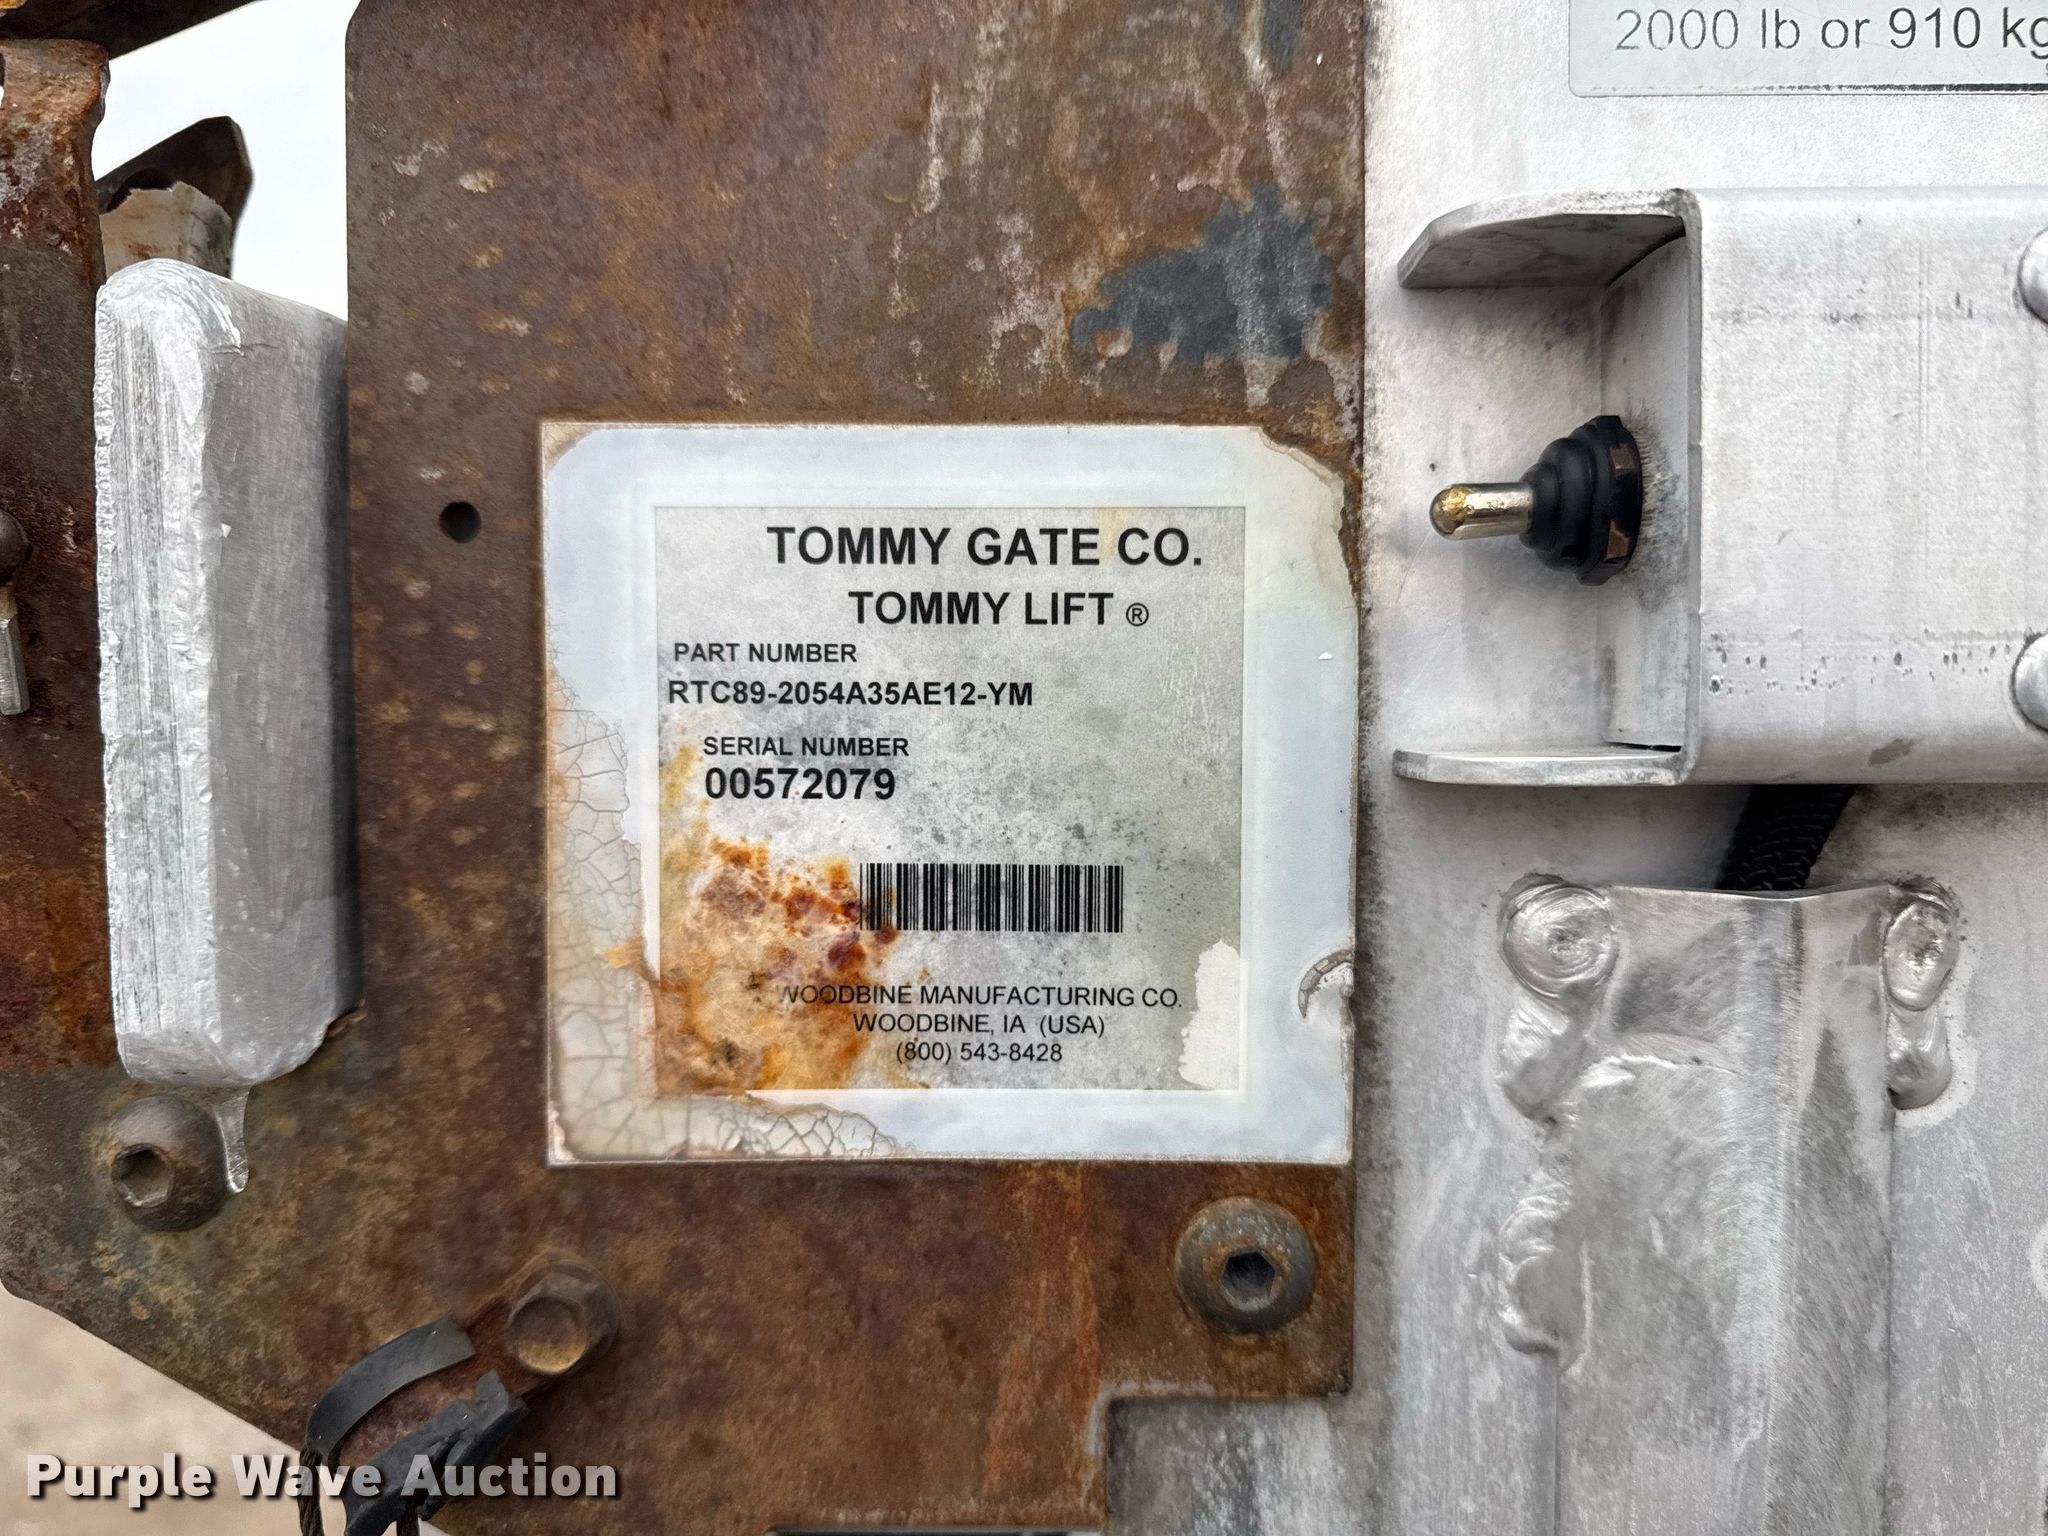 2000 lb or 910 kg
TOMMY GATE CO.
TOMMY LIFT ®
PART NUMBER
RTC89-2054A35AE12-YM
SERIAL NUMBER
00572079
WOODBINE MANUFACTURING CO.
WOODBINE, IA (USA)
(800) 543-8428
Purple Wave Auction